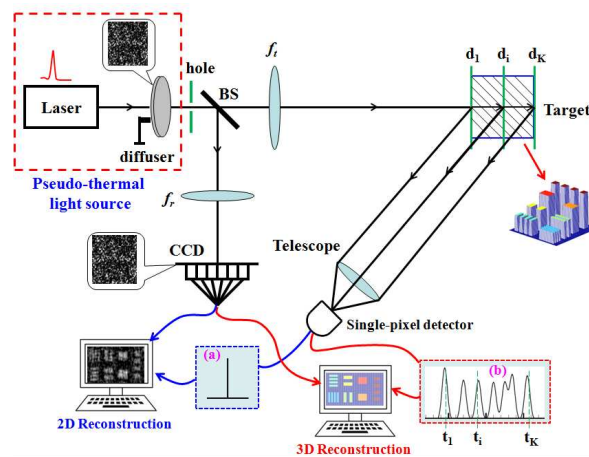 Laser
diffuser
Pseudo-thermal
light source
hole
BS
f_t
f_r
d_1
d_i
d_K
Target
CCD
Telescope
Single-pixel detector
(a)
(b)
t_1
t_i
t_K
2D Reconstruction
3D Reconstruction